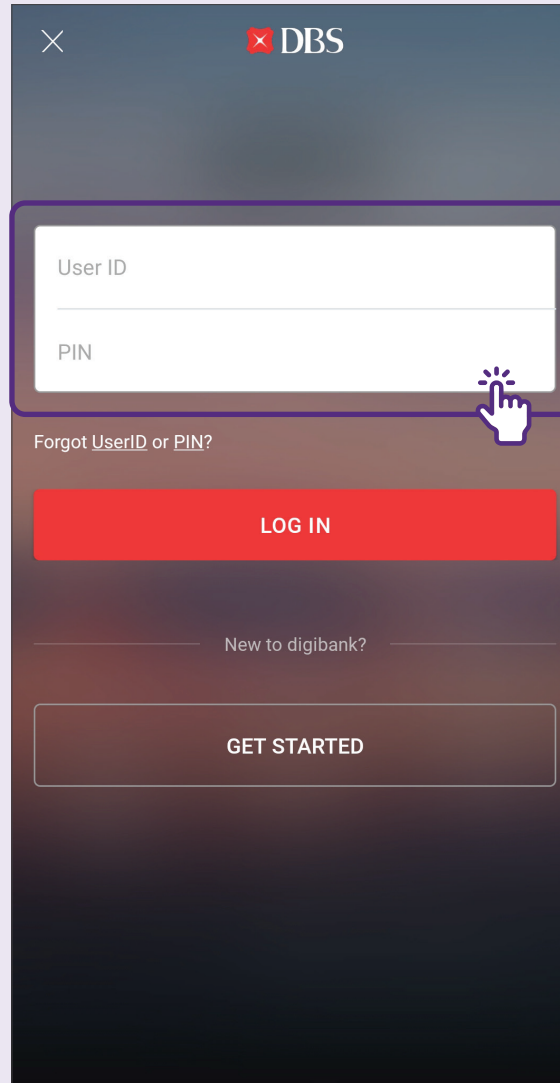 DBS
User ID
PIN
Forgot UserID or PIN?
LOG IN
New to digibank?
GET STARTED